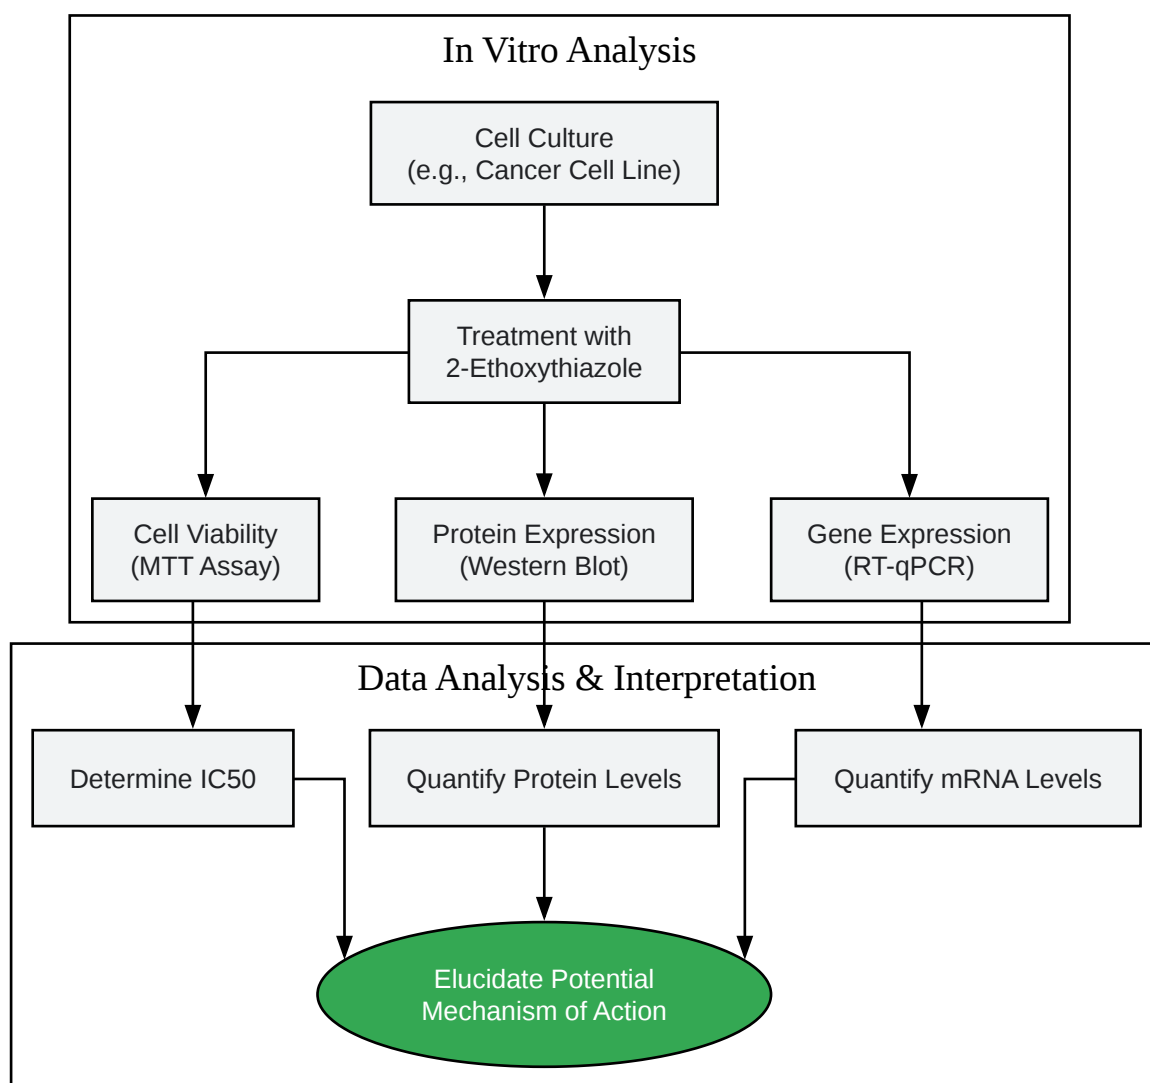 In Vitro Analysis
Cell Culture
(e.g., Cancer Cell Line)
Treatment with
2-Ethoxythiazole
Cell Viability
(MTT Assay)
Protein Expression
(Western Blot)
Gene Expression
(RT-qPCR)
Data Analysis & Interpretation
Determine IC50
Quantify Protein Levels
Quantify mRNA Levels
Elucidate Potential
Mechanism of Action